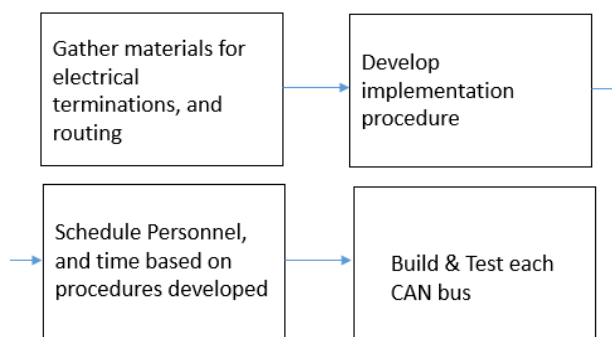 Gather materials for
electrical
terminations, and
routing
Develop
implementation
procedure
Schedule Personnel,
and time based on
procedures developed
Build & Test each
CAN bus